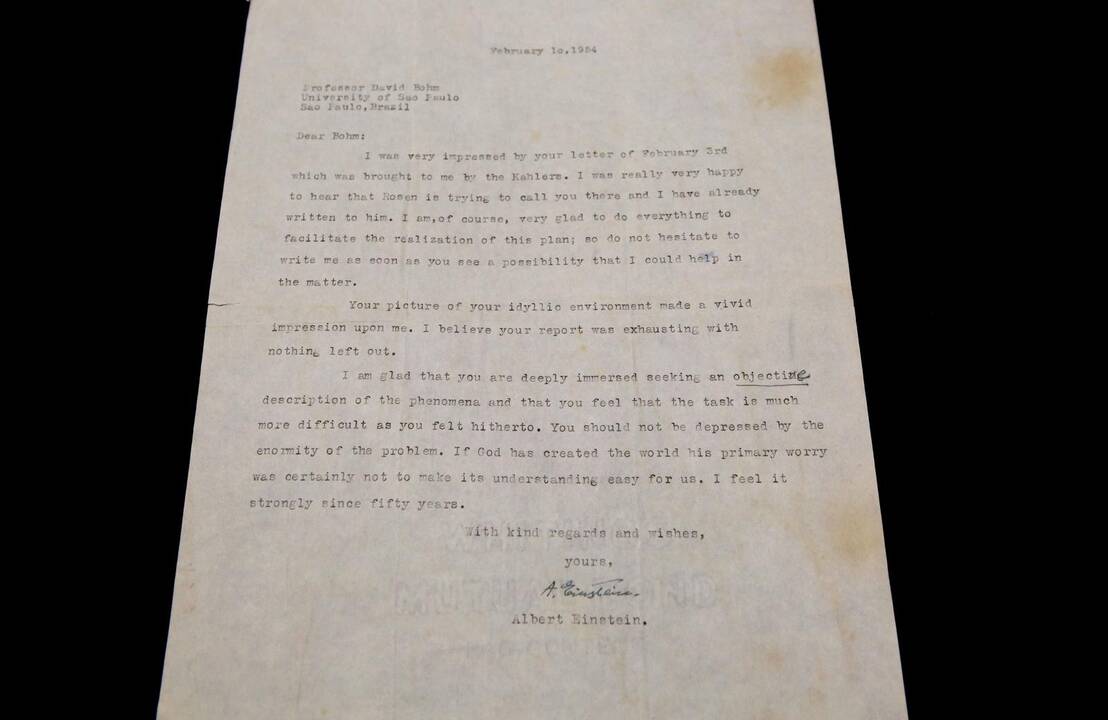 February 10,1954
Professor David Bohm
University of Sao Paulo
Sao Paulo,Brazil
Dear Bohm:
I was very impressed by your letter of February 3rd
which was brought to me by the Kahlers. I was really very happy
to hear that Rosen is trying to call you there and I have already
written to him. I am,of course, very glad to do everything to
facilitate the realization of this plan; so do not hesitate to
write me as soon as you see a possibility that I could help in
the matter.
Your picture of your idyllic environment made a vivid
impression upon me. I believe your report was exhausting with
nothing left out.
I am glad that you are deeply immersed seeking an objective
description of the phenomena and that you feel that the task is much
more difficult as you felt hitherto. You should not be depressed by the
enormity of the problem. If God has created the world his primary worry
was certainly not to make its understanding easy for us. I feel it
strongly since fifty years.
With kind regards and wishes,
yours,
A. Einstein.
Albert Einstein.